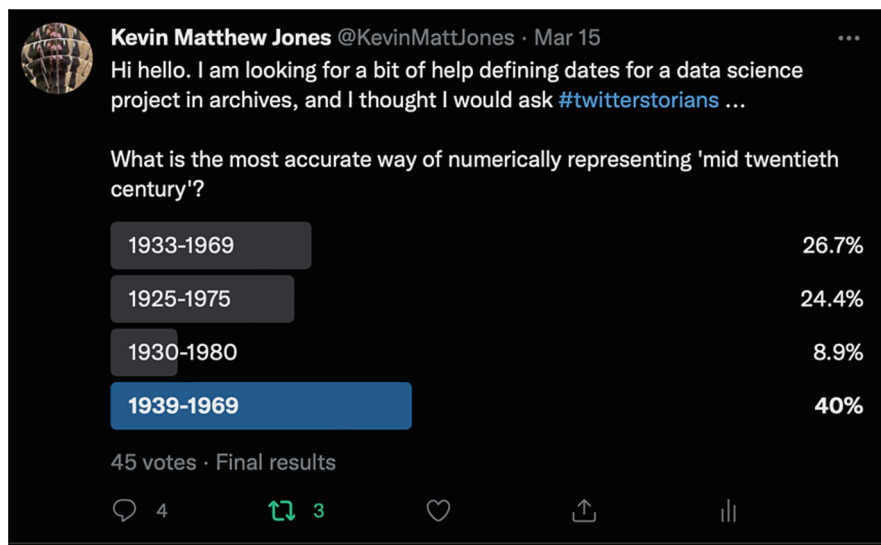 Kevin Matthew Jones @KevinMattJones · Mar 15 ...
Hi hello. I am looking for a bit of help defining dates for a data science
project in archives, and I thought I would ask #twitterstorians ...
What is the most accurate way of numerically representing 'mid twentieth
century'?
1933-1969 26.7%
1925-1975 24.4%
1930-1980 8.9%
1939-1969 40%
45 votes · Final results
4 3